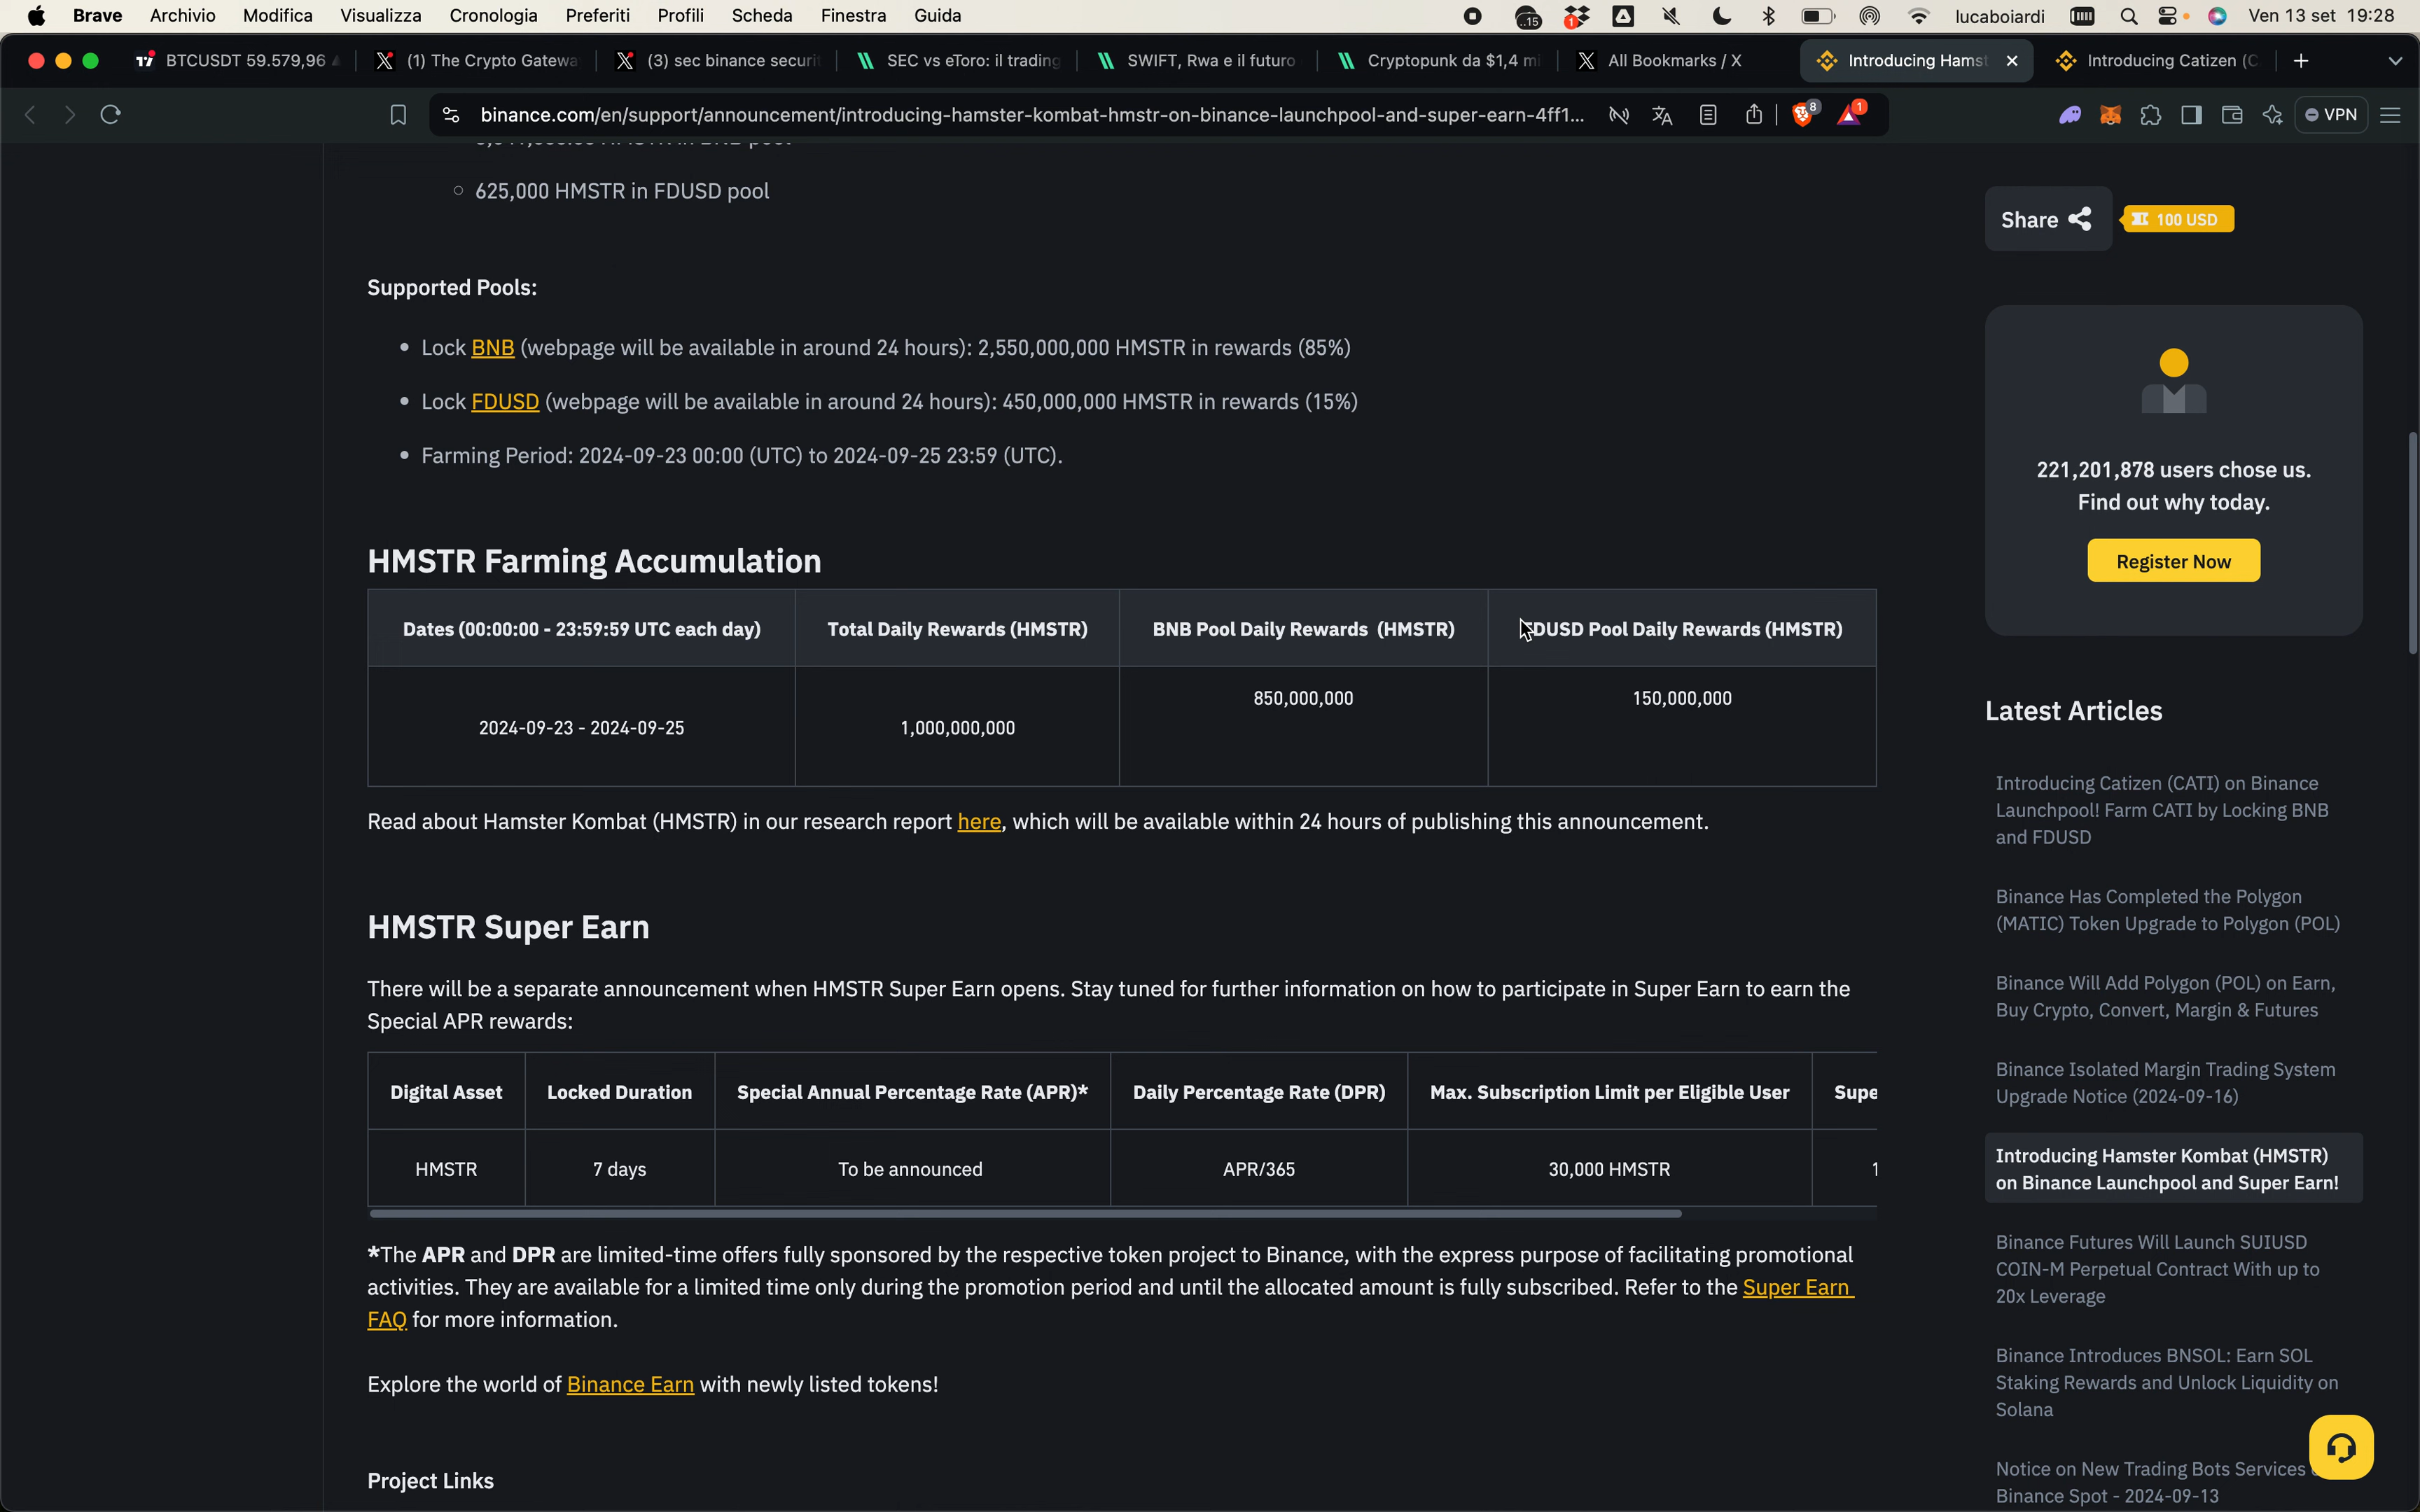 Brave Archivio Modifica Visualizza Cronologia Preferiti Profili Scheda Finestra Guida lucaboiardi Ven 13 set 19:28
BTCUSDT 59.579,96 (1) The Crypto Gatewa (3) sec binance securit SEC vs eToro: il trading SWIFT, Rwa e il futuro Cryptopunk da $1,4 mi All Bookmarks / X Introducing Hamst Introducing Catizen (C
binance.com/en/support/announcement/introducing-hamster-kombat-hmstr-on-binance-launchpool-and-super-earn-4ff1... VPN
625,000 HMSTR in FDUSD pool
Supported Pools:
Lock BNB (webpage will be available in around 24 hours): 2,550,000,000 HMSTR in rewards (85%)
Lock FDUSD (webpage will be available in around 24 hours): 450,000,000 HMSTR in rewards (15%)
Farming Period: 2024-09-23 00:00 (UTC) to 2024-09-25 23:59 (UTC).
HMSTR Farming Accumulation
Dates (00:00:00 - 23:59:59 UTC each day) Total Daily Rewards (HMSTR) BNB Pool Daily Rewards (HMSTR) FDUSD Pool Daily Rewards (HMSTR)
2024-09-23 - 2024-09-25 1,000,000,000 850,000,000 150,000,000
Read about Hamster Kombat (HMSTR) in our research report here, which will be available within 24 hours of publishing this announcement.
HMSTR Super Earn
There will be a separate announcement when HMSTR Super Earn opens. Stay tuned for further information on how to participate in Super Earn to earn the
Special APR rewards:
Digital Asset Locked Duration Special Annual Percentage Rate (APR)* Daily Percentage Rate (DPR) Max. Subscription Limit per Eligible User Supe
HMSTR 7 days To be announced APR/365 30,000 HMSTR 1
*The APR and DPR are limited-time offers fully sponsored by the respective token project to Binance, with the express purpose of facilitating promotional
activities. They are available for a limited time only during the promotion period and until the allocated amount is fully subscribed. Refer to the Super Earn
FAQ for more information.
Explore the world of Binance Earn with newly listed tokens!
Project Links
Share 100 USD
221,201,878 users chose us.
Find out why today.
Register Now
Latest Articles
Introducing Catizen (CATI) on Binance
Launchpool! Farm CATI by Locking BNB
and FDUSD
Binance Has Completed the Polygon
(MATIC) Token Upgrade to Polygon (POL)
Binance Will Add Polygon (POL) on Earn,
Buy Crypto, Convert, Margin & Futures
Binance Isolated Margin Trading System
Upgrade Notice (2024-09-16)
Introducing Hamster Kombat (HMSTR)
on Binance Launchpool and Super Earn!
Binance Futures Will Launch SUIUSD
COIN-M Perpetual Contract With up to
20x Leverage
Binance Introduces BNSOL: Earn SOL
Staking Rewards and Unlock Liquidity on
Solana
Notice on New Trading Bots Services
Binance Spot - 2024-09-13